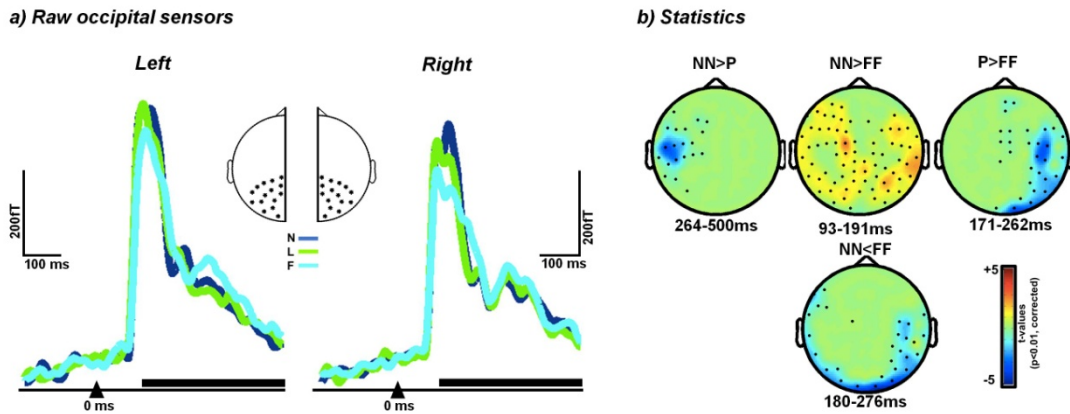 a) Raw occipital sensors
b) Statistics
Left
Right
200fT
100 ms
N
L
F
100 ms
200fT
0 ms
0 ms
NN>P
NN>FF
P>FF
264-500ms
93-191ms
171-262ms
NN<FF
180-276ms
+5
-5
t-values
(p<0.01, corrected)